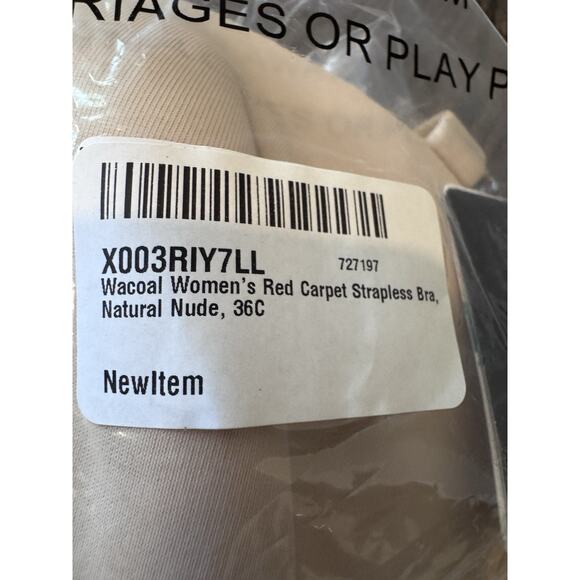 RIAGES OR PLAY P
X003RIY7LL 727197
Wacoal Women's Red Carpet Strapless Bra,
Natural Nude, 36C
NewItem